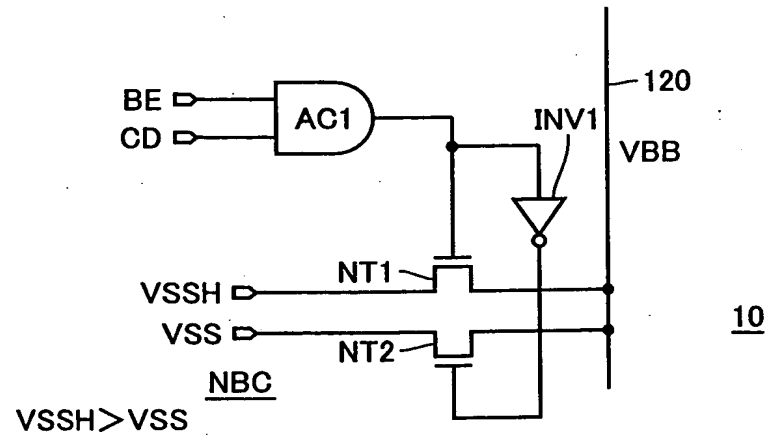 120
BE
AC1
INV1
CD
VBB
NT1
VSSH
VSS
10
NT2
NBC
VSSH>VSS